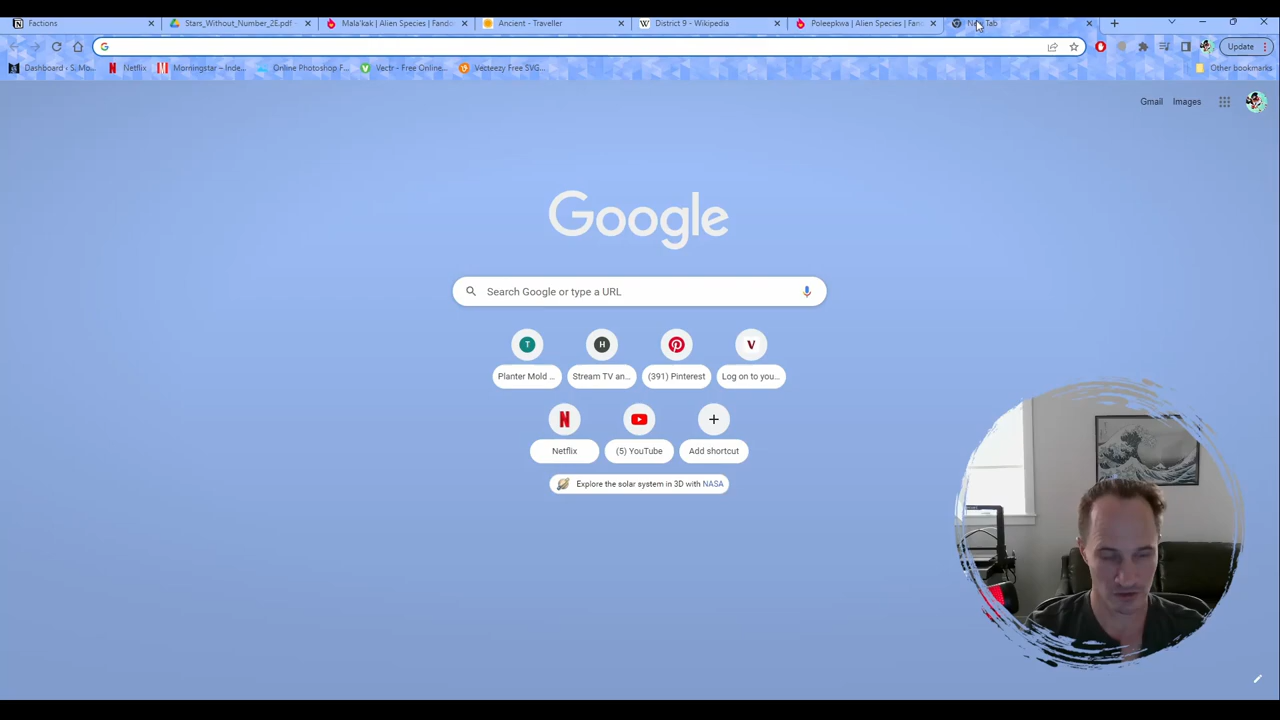 Factions
Stars_Without_Number_2E.pdf -
Mala'kak | Alien Species | Fando
Ancient - Traveller
District 9 - Wikipedia
Poleepkwa | Alien Species | Fan
Dashboard ‹ S. Mo...
Netflix
Morningstar – Inde...
Online Photoshop F...
Vectr - Free Online...
Vecteezy Free SVG...
Other bookmarks
Update
Gmail
Images
Google
Search Google or type a URL
T
H
V
Planter Mold ...
Stream TV an...
(391) Pinterest
Log on to you...
Netflix
(5) YouTube
Add shortcut
Explore the solar system in 3D with NASA